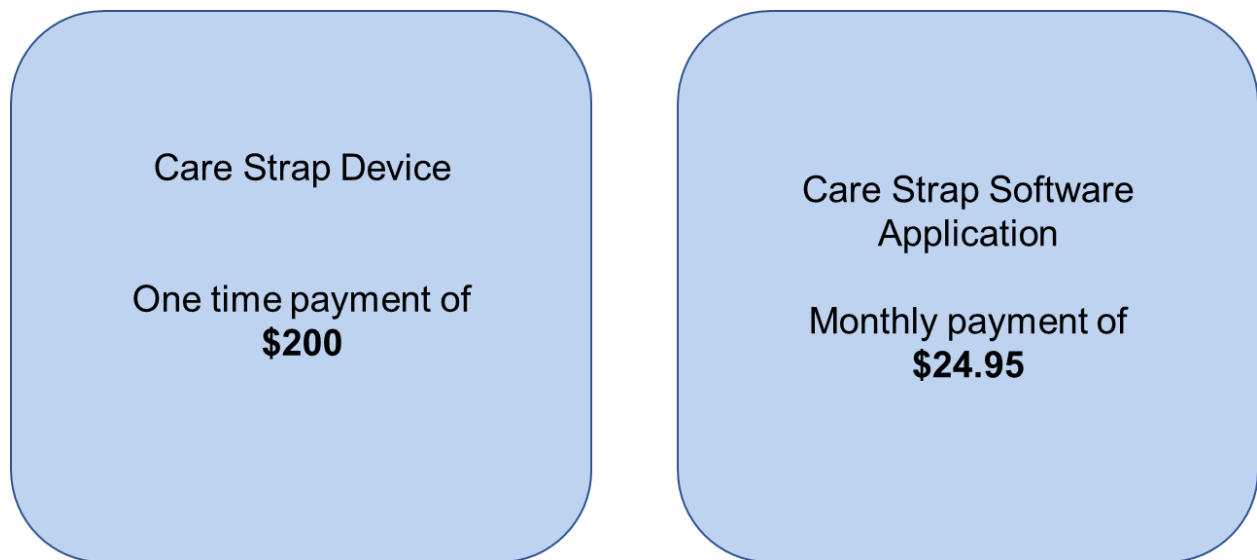 Care Strap Device
One time payment of
$200
Care Strap Software
Application
Monthly payment of
$24.95